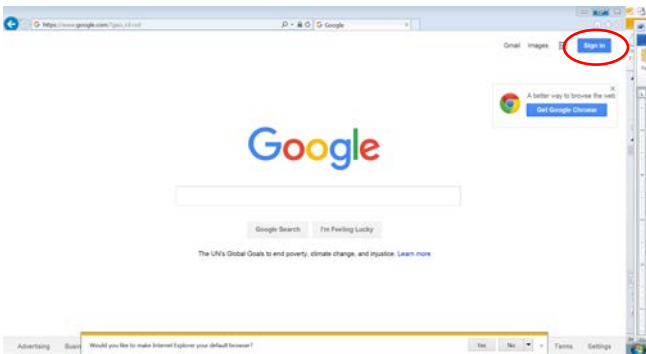 https://www.google.com/?gws_rd=ssl
Google
Gmail Images Sign in
A better way to browse the web
Get Google Chrome
Google
Google Search I'm Feeling Lucky
The UN's Global Goals to end poverty, climate change, and injustice. Learn more
Would you like to make Internet Explorer your default browser? Yes No
Advertising Terms Settings